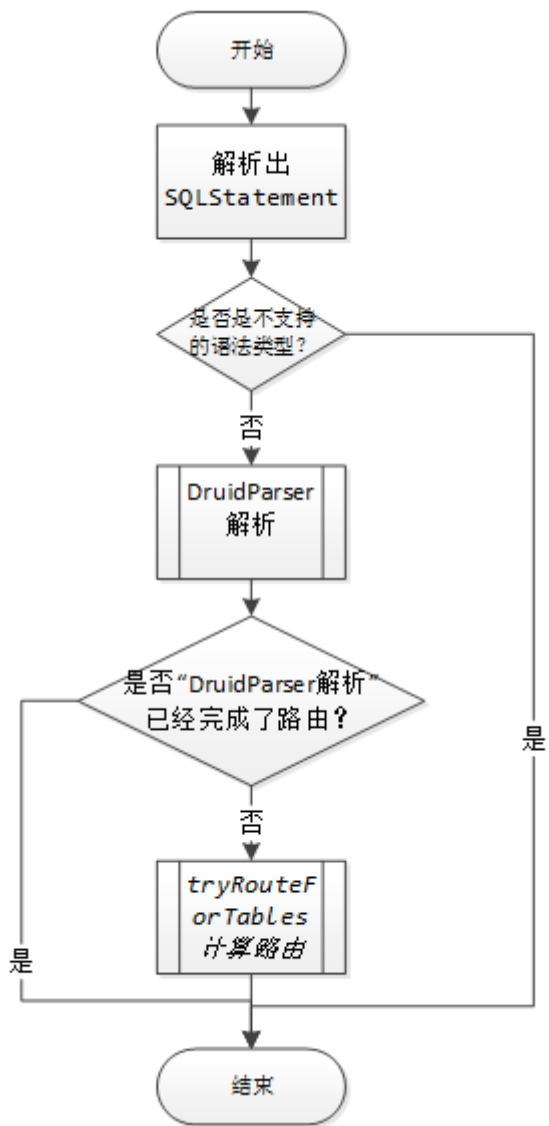 开始
解析出
SQLStatement
是否是不支持
的语法类型？
否
DruidParser
解析
是否“DruidParser解析”
已经完成了路由？
是
否
tryRouteF
orTables
计算路由
是
结束